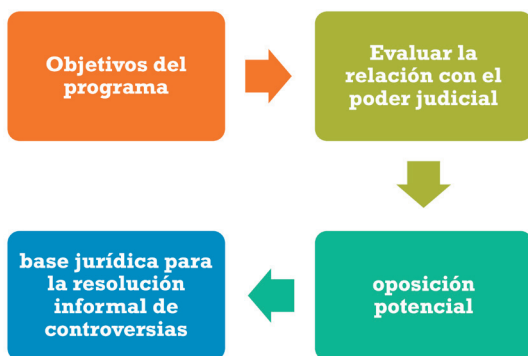 Objetivos del
programa
Evaluar la
relación con el
poder judicial
oposición
potencial
base jurídica para
la resolución
informal de
controversias